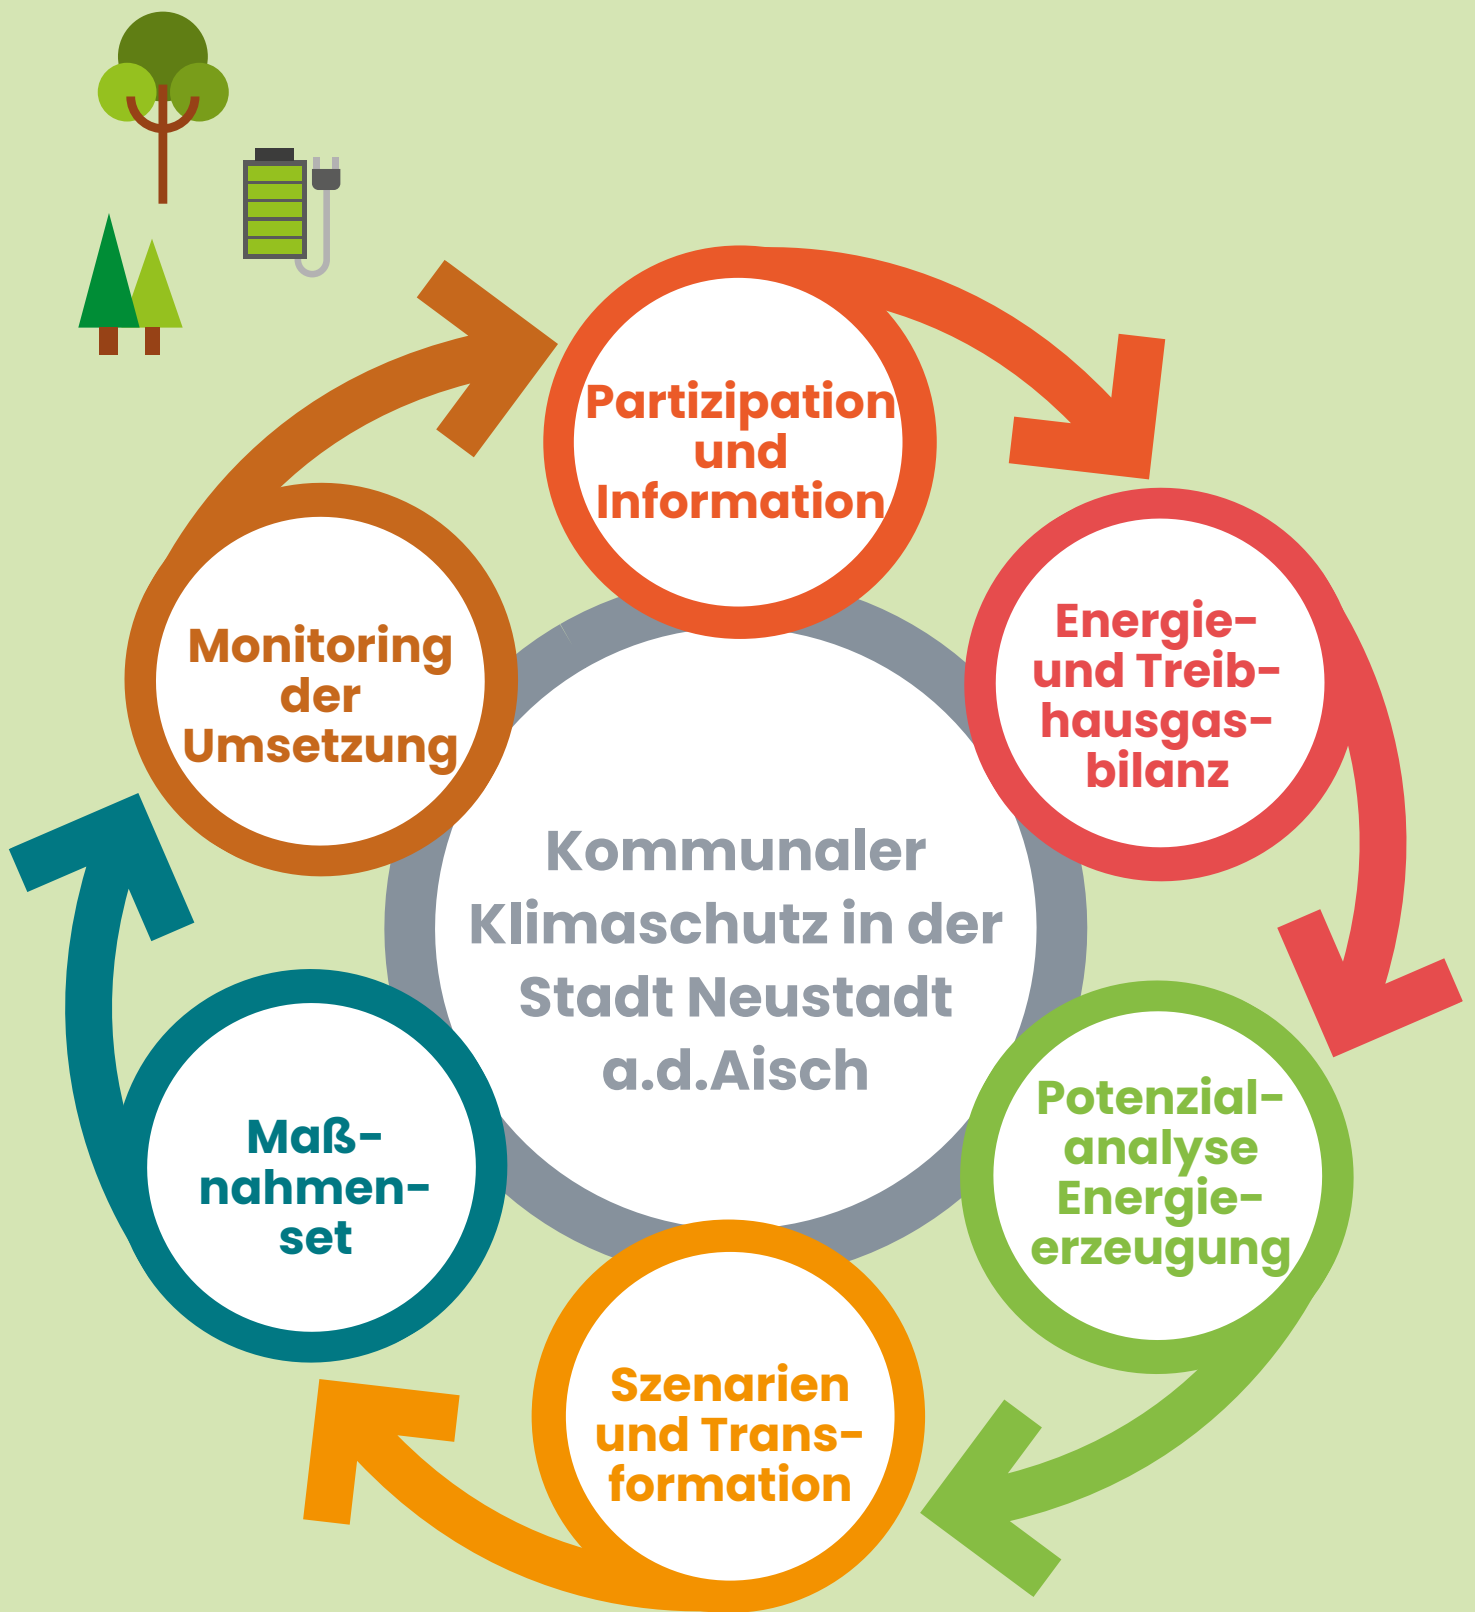 Partizipation
und
Information
Energie-
und Treib-
hausgas-
bilanz
Potenzial-
analyse
Energie-
erzeugung
Szenarien
und Trans-
formation
Maß-
nahmen-
set
Monitoring
der
Umsetzung
Kommunaler
Klimaschutz in der
Stadt Neustadt
a.d.Aisch